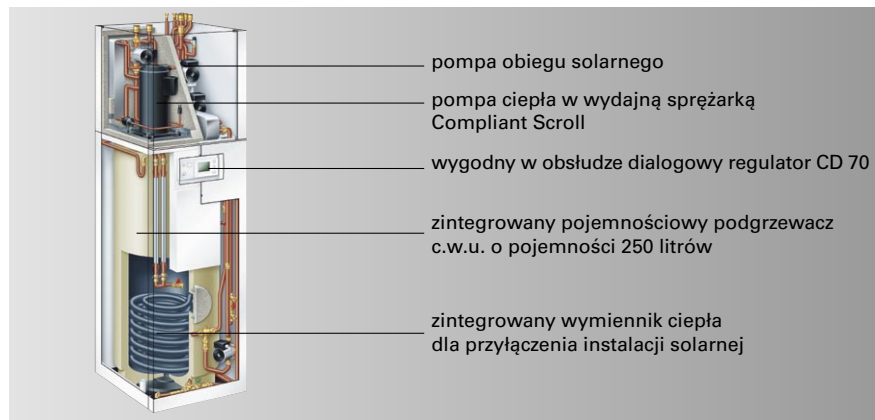 pompa obiegu solarnego
pompa ciepła w wydajną sprężarką
Compliant Scroll
wygodny w obsłudze dialogowy regulator CD 70
zintegrowany pojemnościowy podgrzewacz
c.w.u. o pojemności 250 litrów
zintegrowany wymiennik ciepła
dla przyłączenia instalacji solarnej